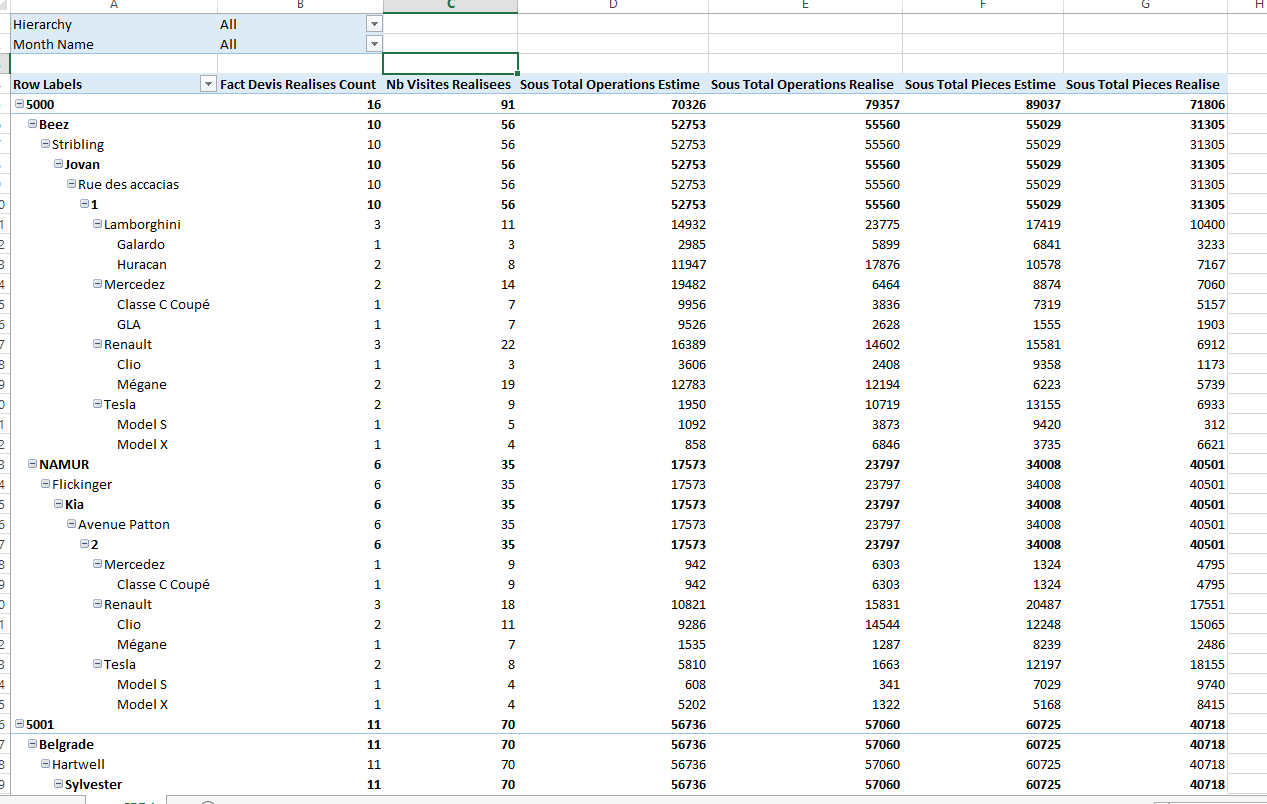 A B C D E F G H
Hierarchy All
Month Name All
Row Labels Fact Devis Realises Count Nb Visites Realisees Sous Total Operations Estime Sous Total Operations Realise Sous Total Pieces Estime Sous Total Pieces Realise
5000 16 91 70326 79357 89037 71806
Beez 10 56 52753 55560 55029 31305
Stribling 10 56 52753 55560 55029 31305
Jovan 10 56 52753 55560 55029 31305
Rue des accacias 10 56 52753 55560 55029 31305
1 10 56 52753 55560 55029 31305
Lamborghini 3 11 14932 23775 17419 10400
Galardo 1 3 2985 5899 6841 3233
Huracan 2 8 11947 17876 10578 7167
Mercedez 2 14 19482 6464 8874 7060
Classe C Coupé 1 7 9956 3836 7319 5157
GLA 1 7 9526 2628 1555 1903
Renault 3 22 16389 14602 15581 6912
Clio 1 3 3606 2408 9358 1173
Mégane 2 19 12783 12194 6223 5739
Tesla 2 9 1950 10719 13155 6933
Model S 1 5 1092 3873 9420 312
Model X 1 4 858 6846 3735 6621
NAMUR 6 35 17573 23797 34008 40501
Flickinger 6 35 17573 23797 34008 40501
Kia 6 35 17573 23797 34008 40501
Avenue Patton 6 35 17573 23797 34008 40501
2 6 35 17573 23797 34008 40501
Mercedez 1 9 942 6303 1324 4795
Classe C Coupé 1 9 942 6303 1324 4795
Renault 3 18 10821 15831 20487 17551
Clio 2 11 9286 14544 12248 15065
Mégane 1 7 1535 1287 8239 2486
Tesla 2 8 5810 1663 12197 18155
Model S 1 4 608 341 7029 9740
Model X 1 4 5202 1322 5168 8415
5001 11 70 56736 57060 60725 40718
Belgrade 11 70 56736 57060 60725 40718
Hartwell 11 70 56736 57060 60725 40718
Sylvester 11 70 56736 57060 60725 40718